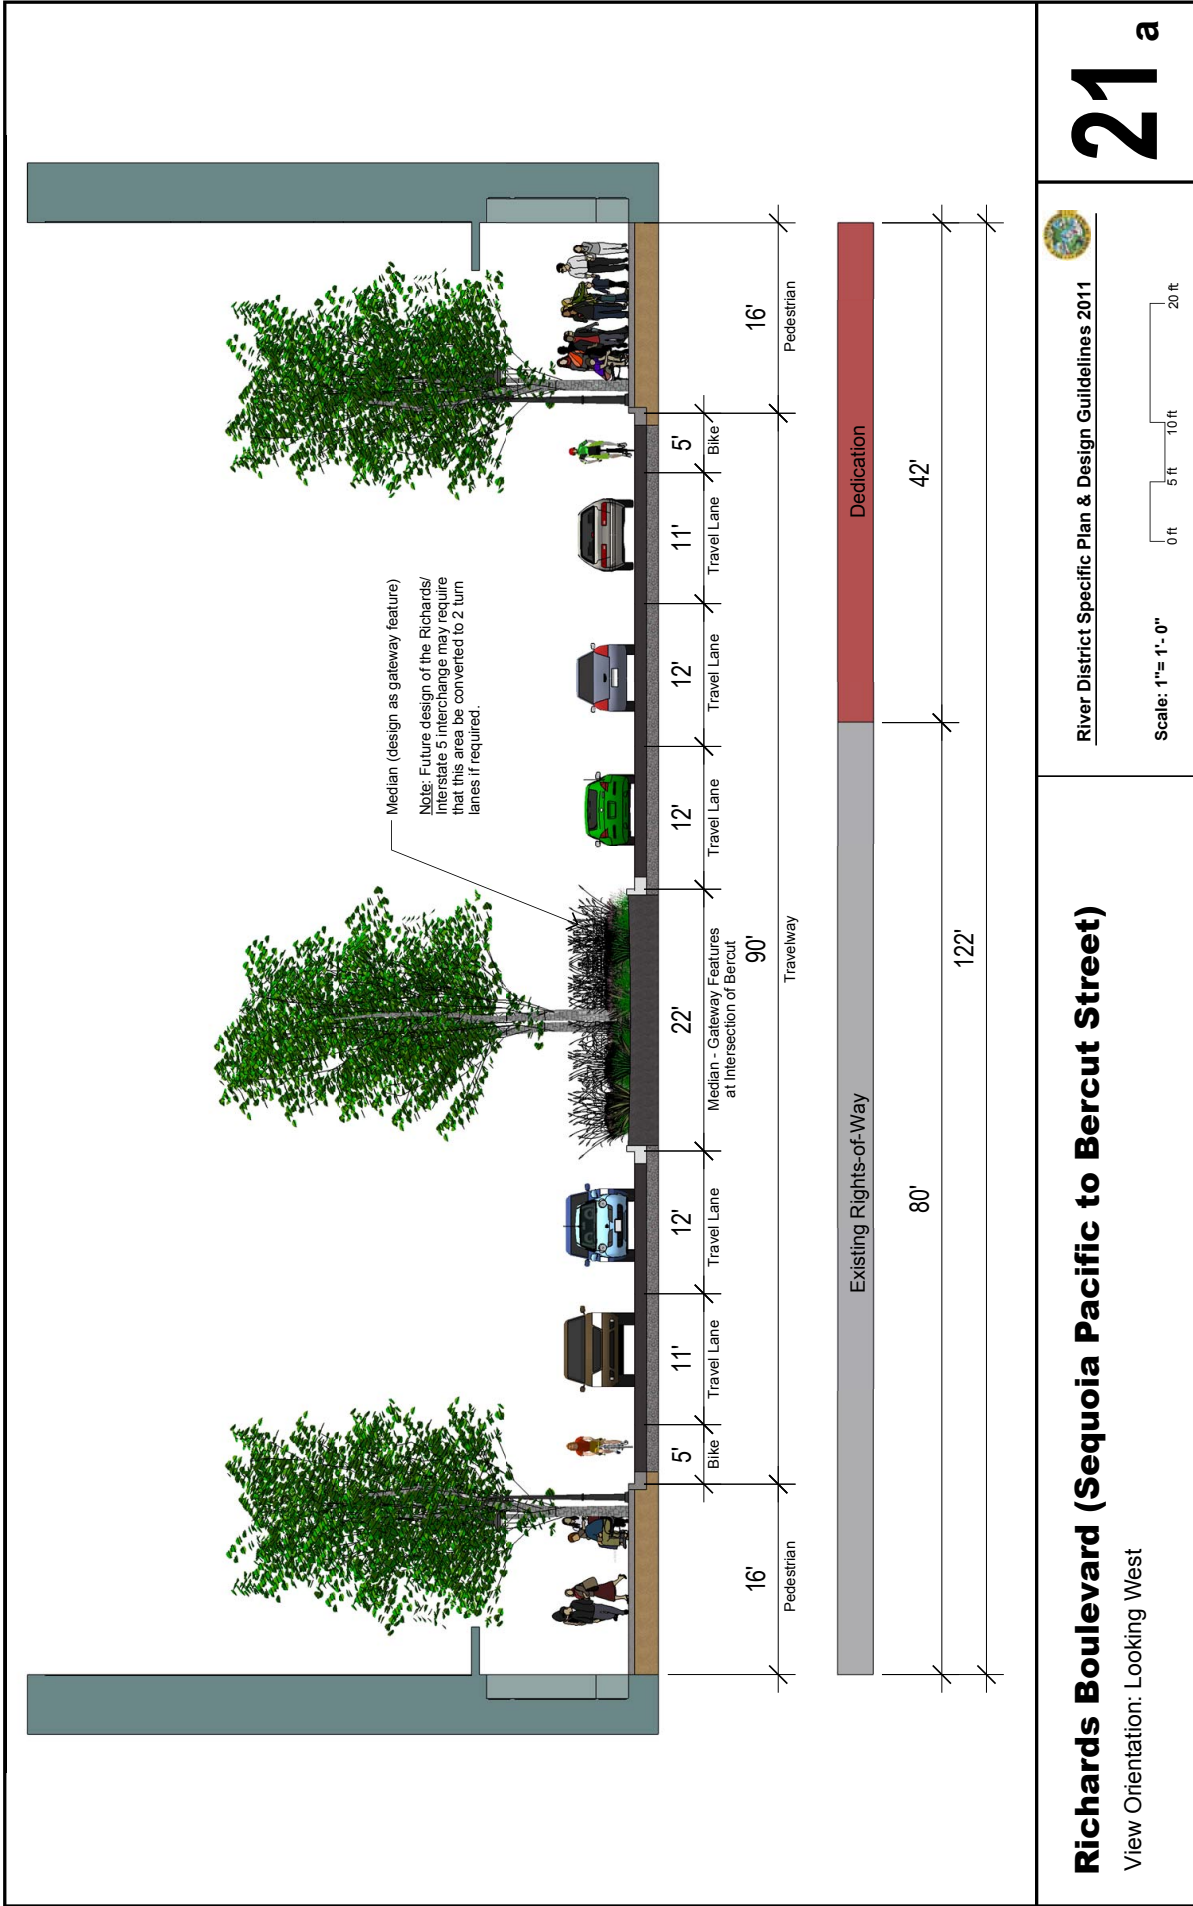 Median (design as gateway feature)
Note: Future design of the Richards/
Interstate 5 interchange may require
that this area be converted to 2 turn
lanes if required.
5'
11'
12'
22'
12'
12'
11'
5'
Bike
Travel Lane
Travel Lane
Median - Gateway Features
at Intersection of Bercut
Travel Lane
Travel Lane
Travel Lane
Bike
16'
90'
16'
Pedestrian
Travelway
Pedestrian
Existing Rights-of-Way
Dedication
80'
42'
122'
Richards Boulevard (Sequoia Pacific to Bercut Street)
View Orientation: Looking West
River District Specific Plan & Design Guidelines 2011
Scale: 1"= 1'- 0"
0 ft
5 ft
10 ft
20 ft
21 a